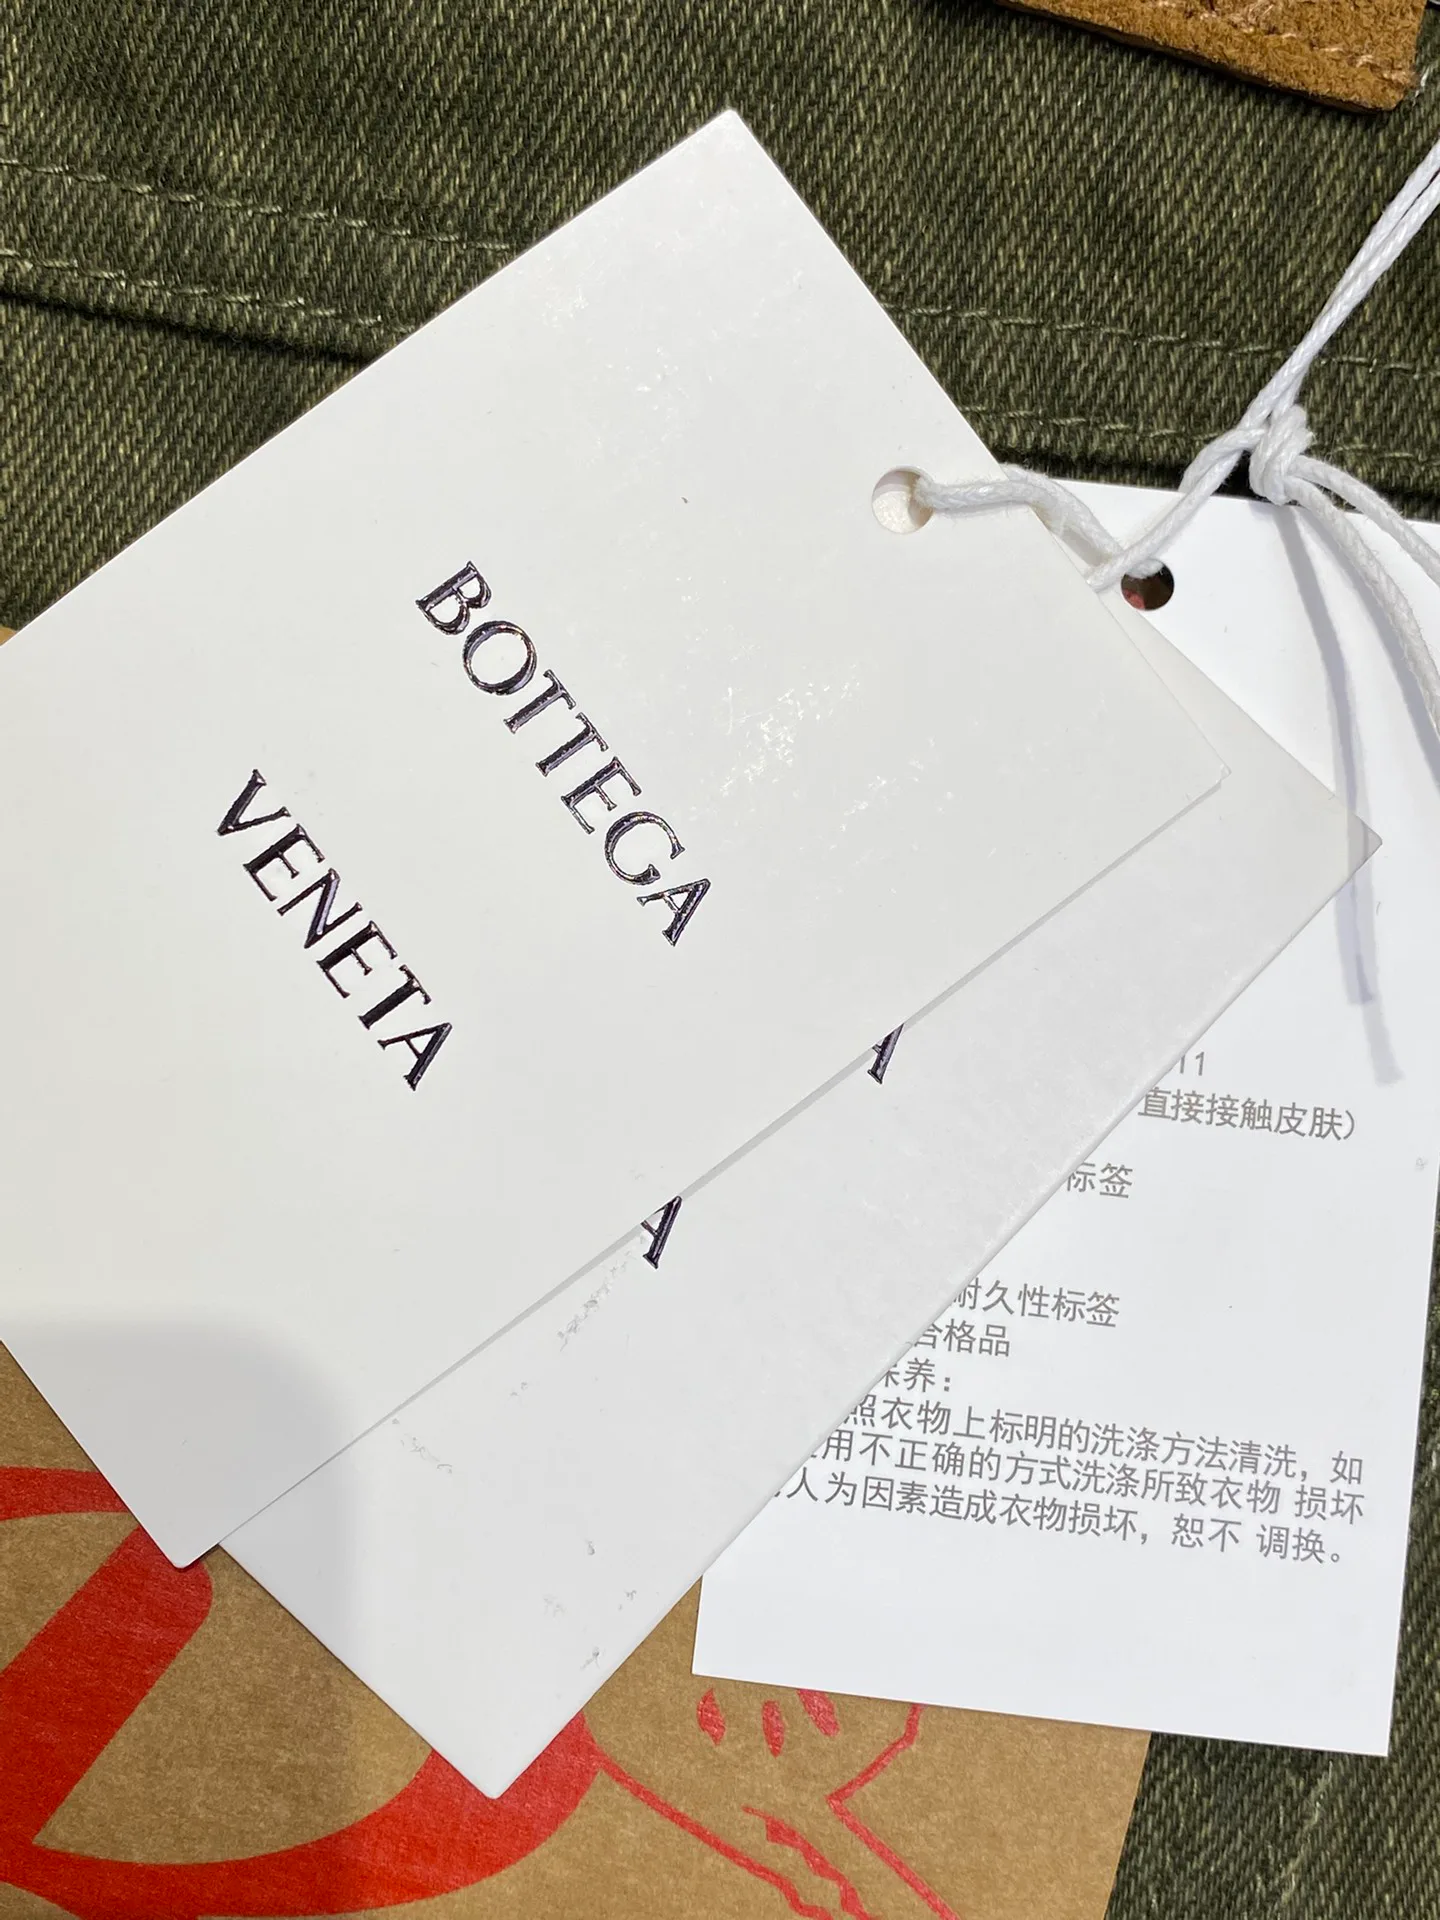 BOTTEGA
VENETA
A
A
11
直接接触皮肤)
标签
耐久性标签
合格品
保养:
照衣物上标明的洗涤方法清洗, 如
用不正确的方式洗涤所致衣物 损坏
人为因素造成衣物损坏, 恕不 调换。